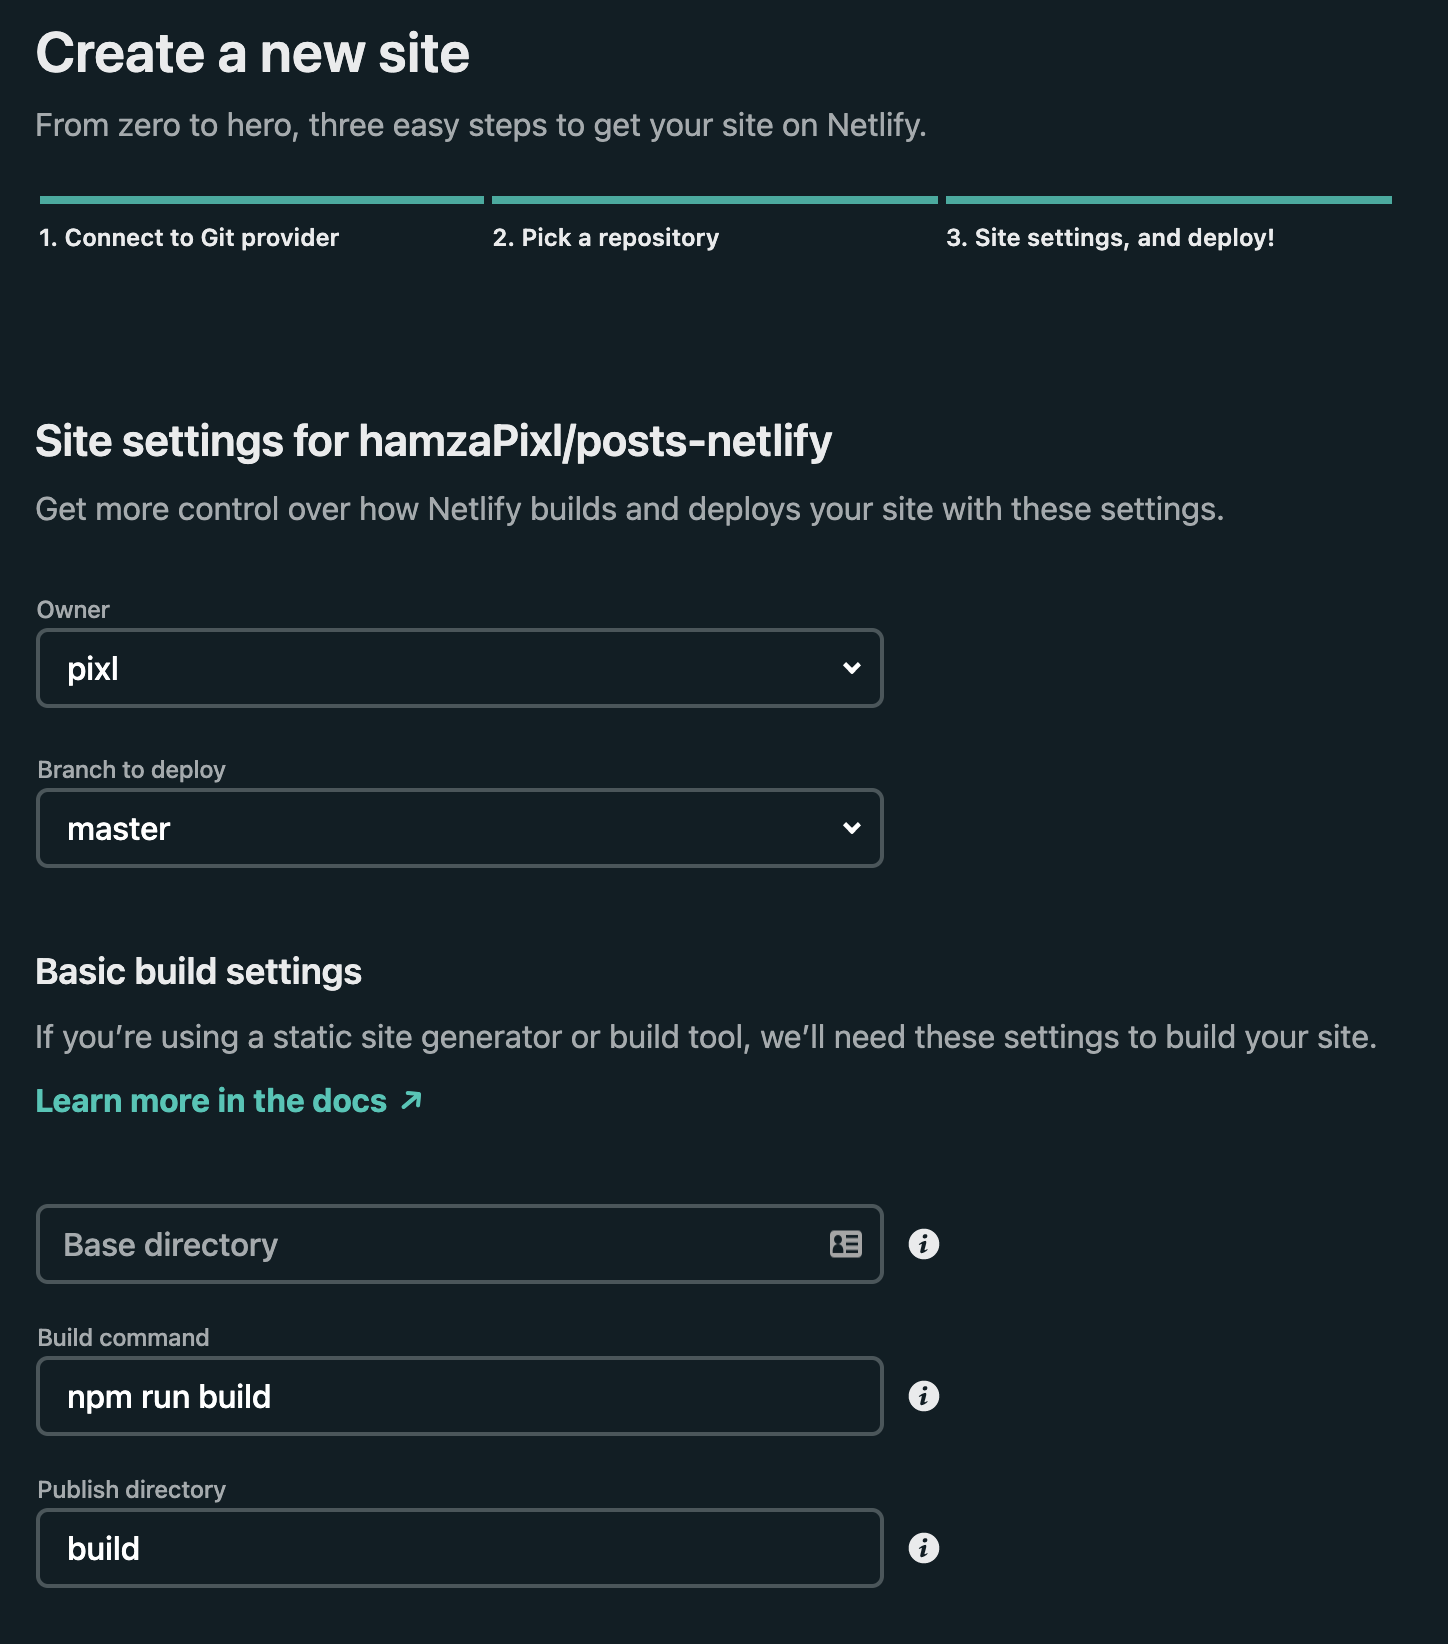 Create a new site
From zero to hero, three easy steps to get your site on Netlify.
1. Connect to Git provider
2. Pick a repository
3. Site settings, and deploy!
Site settings for hamzaPixl/posts-netlify
Get more control over how Netlify builds and deploys your site with these settings.
Owner
pixl
Branch to deploy
master
Basic build settings
If you’re using a static site generator or build tool, we’ll need these settings to build your site.
Learn more in the docs ↗
Base directory
Build command
npm run build
Publish directory
build